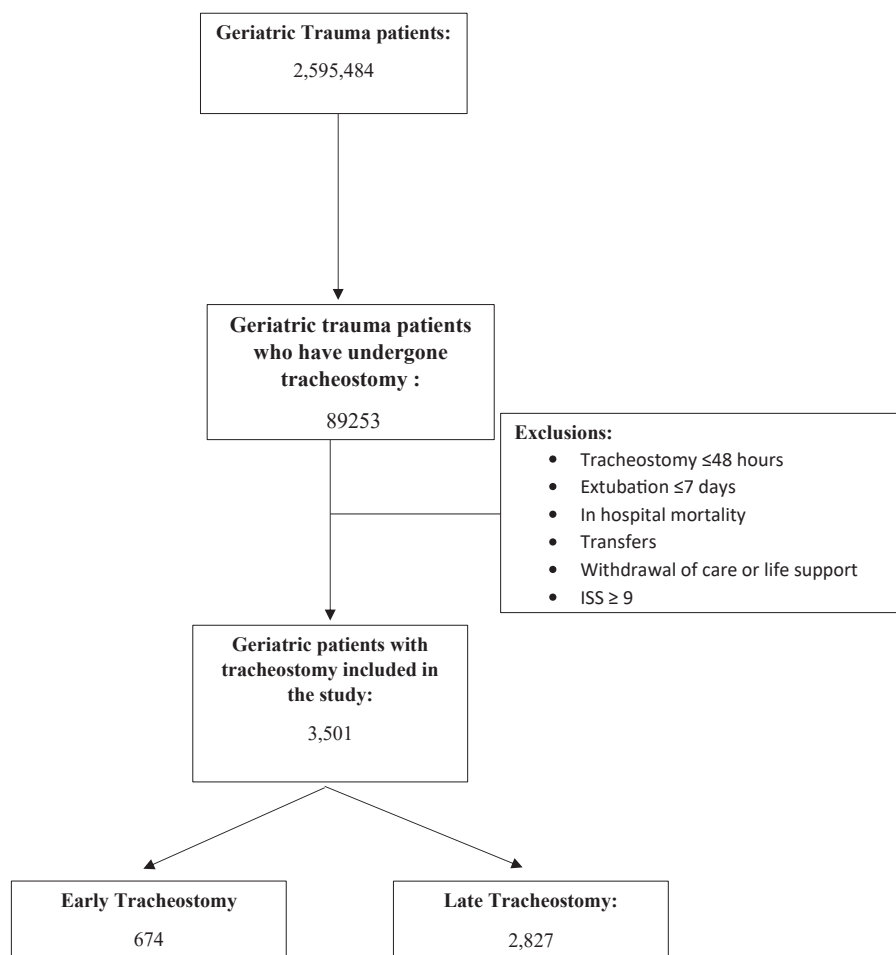 Geriatric Trauma patients:
2,595,484
Geriatric trauma patients
who have undergone
tracheostomy :
89253
Exclusions:
• Tracheostomy ≤48 hours
• Extubation ≤7 days
• In hospital mortality
• Transfers
• Withdrawal of care or life support
• ISS ≥ 9
Geriatric patients with
tracheostomy included in
the study:
3,501
Early Tracheostomy
674
Late Tracheostomy:
2,827